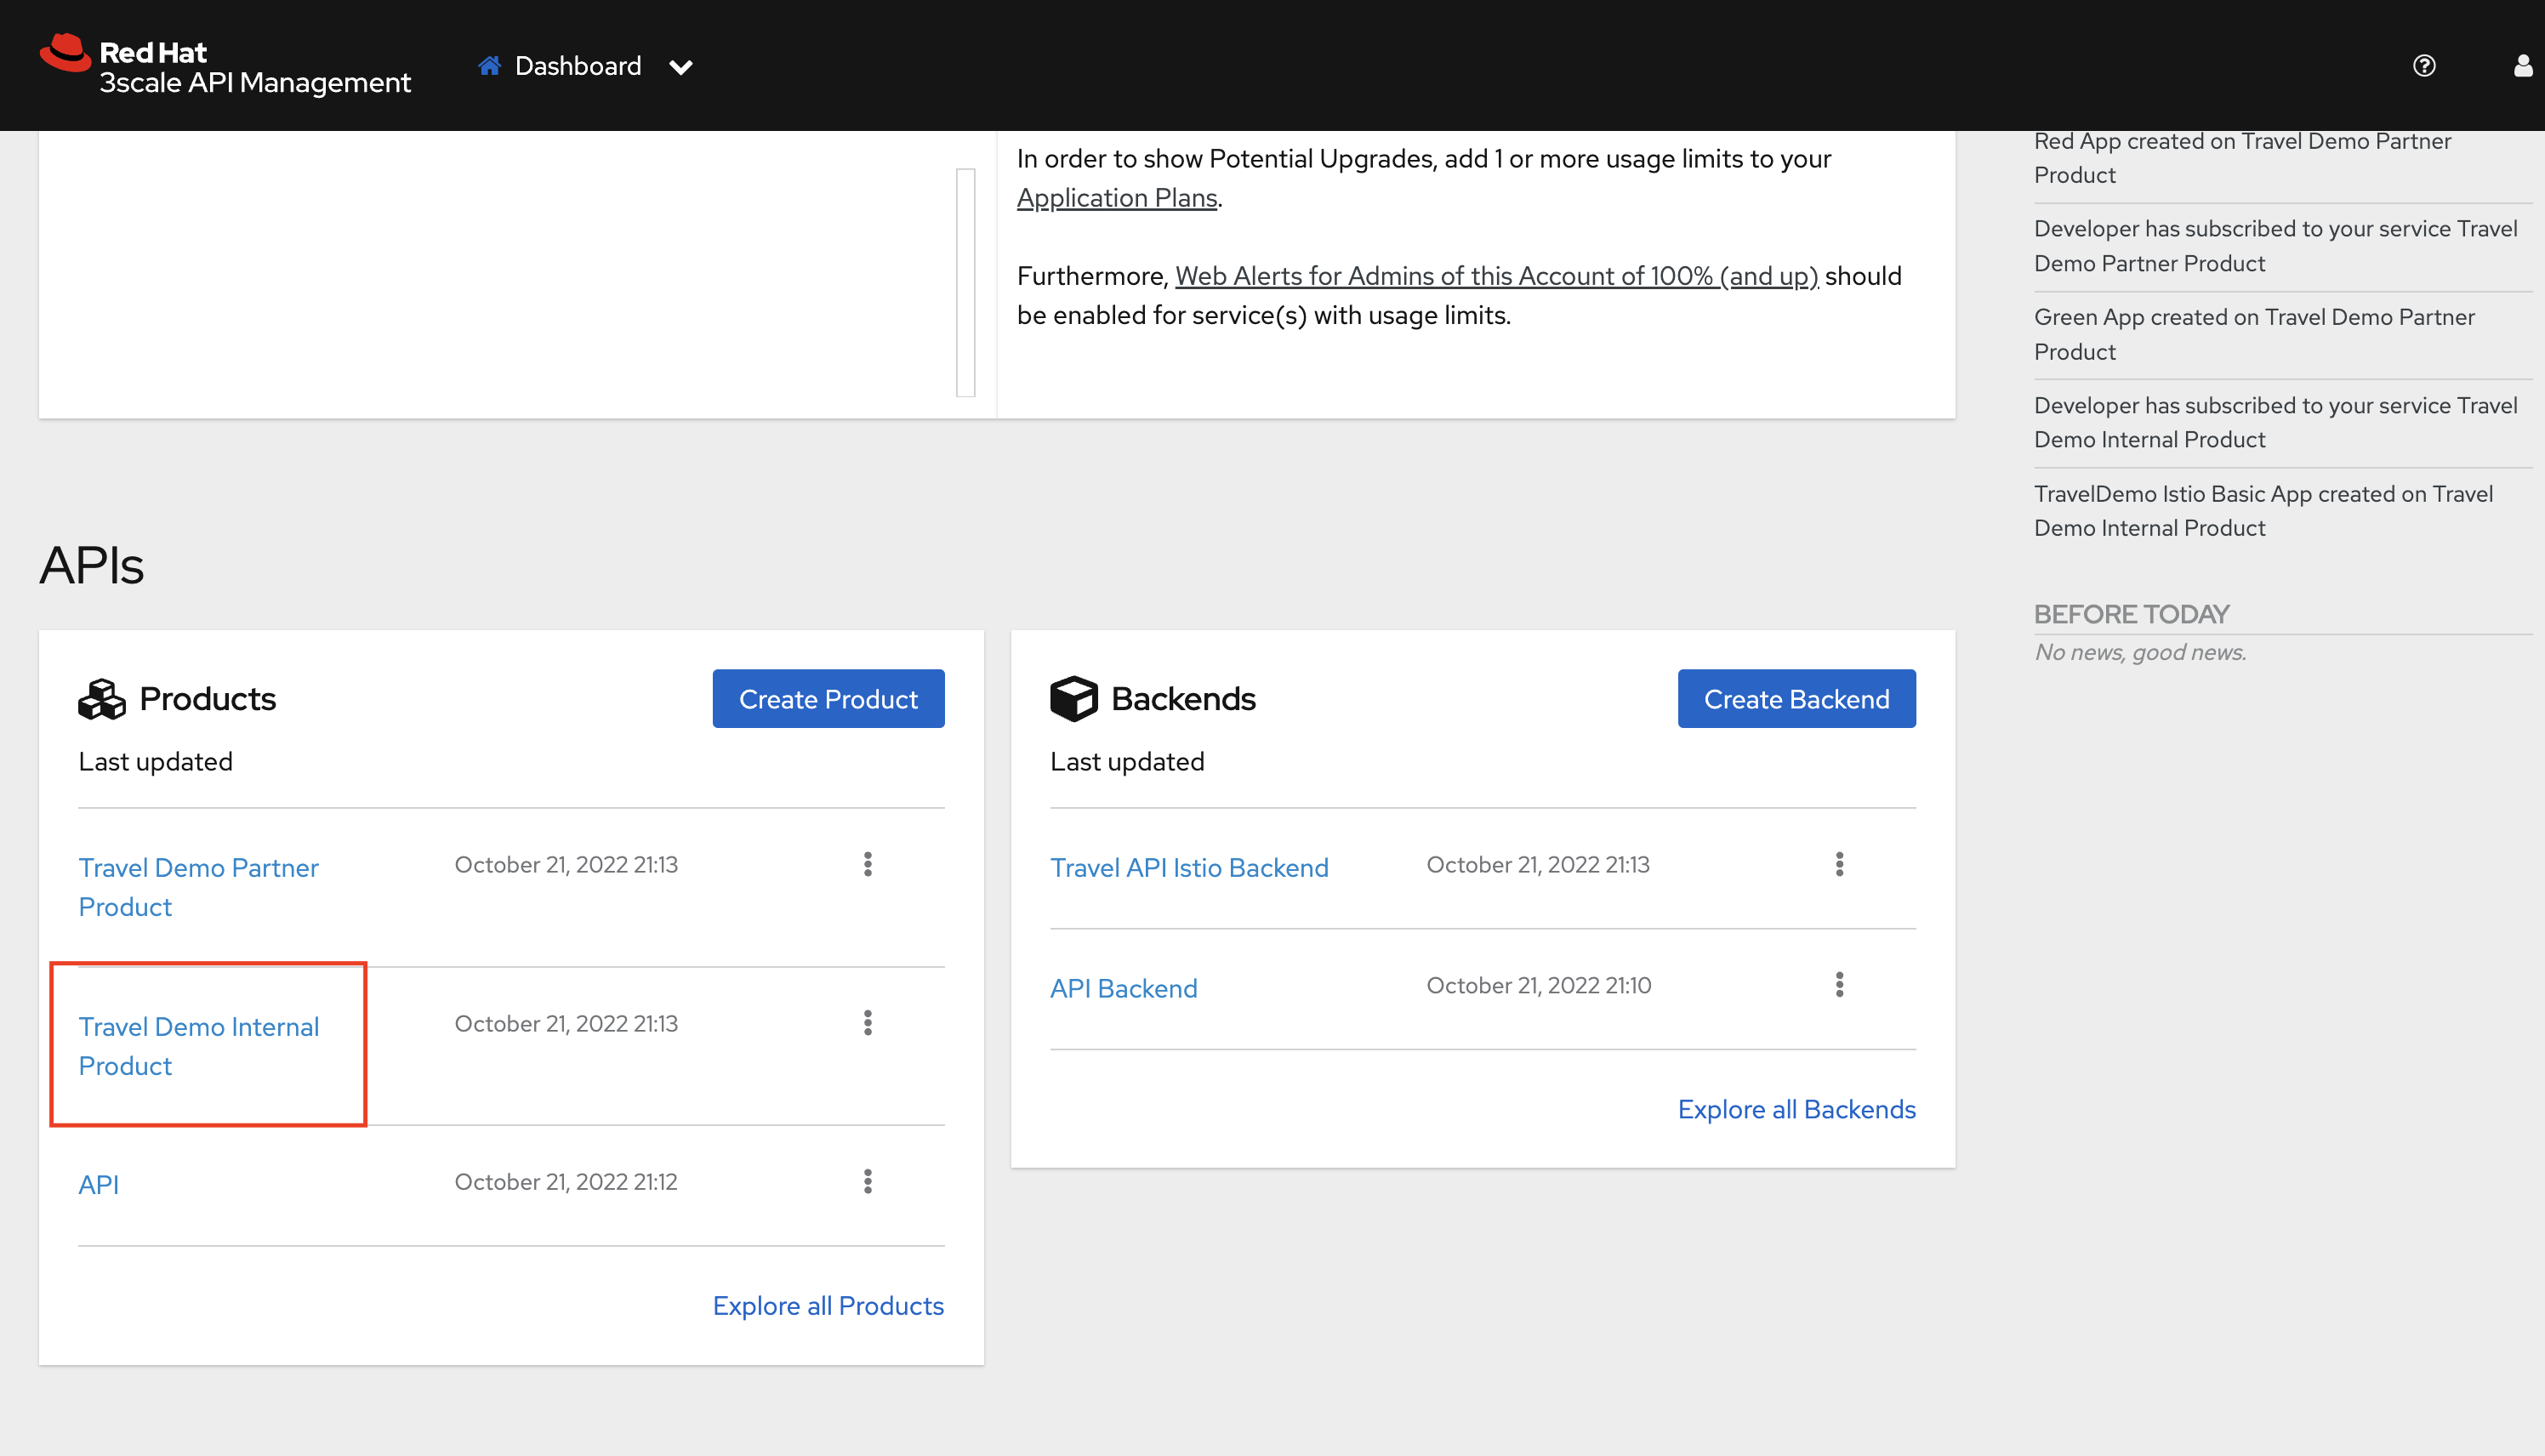 Red Hat
3scale API Management
Dashboard
In order to show Potential Upgrades, add 1 or more usage limits to your
Application Plans.
Furthermore, Web Alerts for Admins of this Account of 100% (and up) should
be enabled for service(s) with usage limits.
Red App created on Travel Demo Partner
Product
Developer has subscribed to your service Travel
Demo Partner Product
Green App created on Travel Demo Partner
Product
Developer has subscribed to your service Travel
Demo Internal Product
TravelDemo Istio Basic App created on Travel
Demo Internal Product
BEFORE TODAY
No news, good news.
APIs
Products
Create Product
Last updated
Travel Demo Partner
Product
October 21, 2022 21:13
Travel Demo Internal
Product
October 21, 2022 21:13
API
October 21, 2022 21:12
Explore all Products
Backends
Create Backend
Last updated
Travel API Istio Backend
October 21, 2022 21:13
API Backend
October 21, 2022 21:10
Explore all Backends